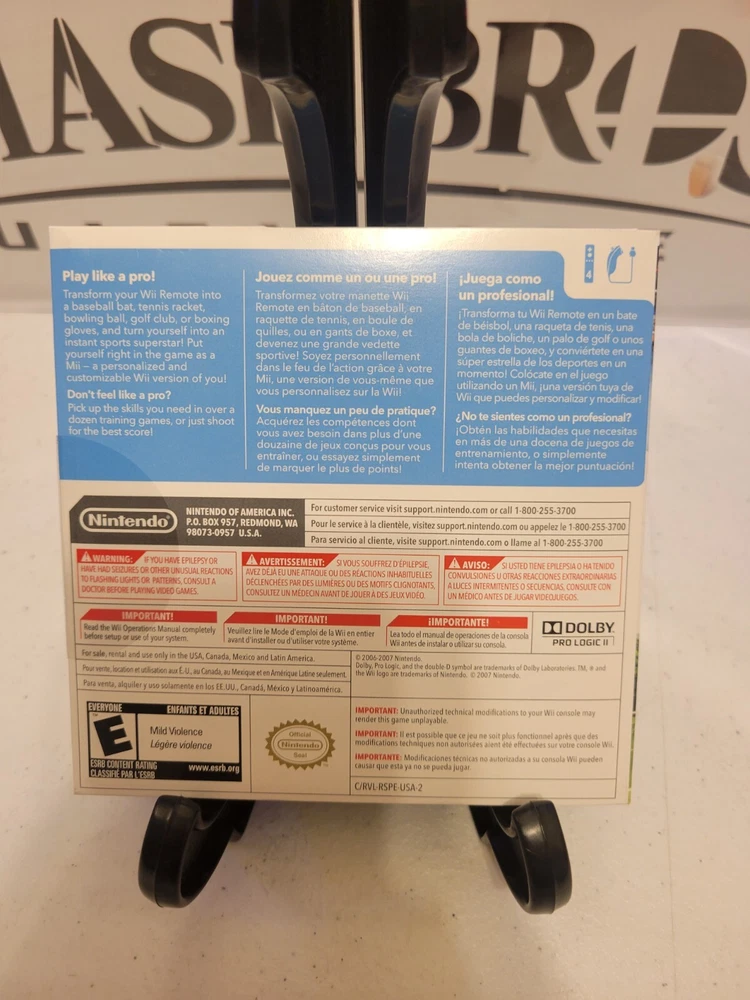 MAS
BRO
G A
Play like a pro!
Transform your Wii Remote into
a baseball bat, tennis racket,
bowling ball, golf club, or boxing
gloves, and turn yourself into an
instant sports superstar! Put
yourself right in the game as a
Mii – a personalized and
customizable Wii version of you!
Don't feel like a pro?
Pick up the skills you need in over a
dozen training games, or just shoot
for the best score!
Jouez comme un ou une pro!
Transformez votre manette Wii
Remote en bâton de baseball, en
raquette de tennis, en boule de
quilles, ou en gants de boxe, et
devenez une grande vedette
sportive! Soyez personnellement
dans le feu de l'action grâce à votre
Mii, une version de vous-même que
vous personnalisez sur la Wii!
Vous manquez un peu de pratique?
Acquérez les compétences dont
vous avez besoin dans plus d'une
douzaine de jeux conçus pour vous
entraîner, ou essayez simplement
de marquer le plus de points!
¡Juega como
un profesional!
¡Transforma tu Wii Remote en un bate
de béisbol, una raqueta de tenis, una
bola de boliche, un palo de golf o unos
guantes de boxeo, y conviértete en una
súper estrella de los deportes en un
momento! Colócate en el juego
utilizando un Mii, ¡una versión tuya de
Wii que puedes personalizar y modificar!
¿No te sientes como un profesional?
¡Obtén las habilidades que necesitas
en más de una docena de juegos de
entrenamiento, o simplemente
intenta obtener la mejor puntuación!
4
Nintendo
NINTENDO OF AMERICA INC.
P.O. BOX 957, REDMOND, WA
98073-0957 U.S.A.
For customer service visit support.nintendo.com or call 1-800-255-3700
Pour le service à la clientèle, visitez support.nintendo.com ou appelez le 1-800-255-3700
Para servicio al cliente, visite support.nintendo.com o llame al 1-800-255-3700
WARNING: IF YOU HAVE EPILEPSY OR
HAVE HAD SEIZURES OR OTHER UNUSUAL REACTIONS
TO FLASHING LIGHTS OR PATTERNS, CONSULT A
DOCTOR BEFORE PLAYING VIDEO GAMES.
AVERTISSEMENT: SI VOUS SOUFFREZ D'ÉPILEPSIE,
AVEZ DÉJÀ EU UNE ATTAQUE OU DES RÉACTIONS INHABITUELLES
DÉCLENCHÉES PAR DES LUMIÈRES OU DES MOTIFS CLIGNOTANTS,
CONSULTEZ UN MÉDECIN AVANT DE JOUER À DES JEUX VIDÉO.
AVISO: SI USTED TIENE EPILEPSIA O HA TENIDO
CONVULSIONES U OTRAS REACCIONES EXTRAORDINARIAS
A LUCES INTERMITENTES O SECUENCIAS, CONSULTE CON
UN MÉDICO ANTES DE JUGAR VIDEOJUEGOS.
IMPORTANT!
Read the Wii Operations Manual completely
before setup or use of your system.
IMPORTANT!
Veuillez lire le Mode d'emploi de la Wii en entier
avant d'installer ou d'utiliser votre système.
¡IMPORTANTE!
Lea todo el manual de operaciones de la consola
Wii antes de instalar o utilizar su consola.
DOLBY
PRO LOGIC II
For sale, rental and use only in the USA, Canada, Mexico and Latin America.
Pour vente, location et utilisation aux É.-U., au Canada, au Mexique et en Amérique Latine seulement.
Para venta, alquiler y uso solamente en los EE.UU., Canadá, México y Latinoamérica.
© 2006-2007 Nintendo.
Dolby, Pro Logic, and the double-D symbol are trademarks of Dolby Laboratories. TM, ® and
the Wii logo are trademarks of Nintendo. © 2007 Nintendo.
EVERYONE ENFANTS ET ADULTES
E
Mild Violence
Légère violence
ESRB CONTENT RATING
CLASSIFIÉ PAR L'ESRB
www.esrb.org
Official
Nintendo
Seal
IMPORTANT: Unauthorized technical modifications to your Wii console may
render this game unplayable.
IMPORTANT: Il est possible que ce jeu ne soit plus fonctionnel après que des
modifications techniques non autorisées aient été effectuées sur votre console Wii.
IMPORTANTE: Modificaciones técnicas no autorizadas a su consola Wii pueden
causar que esta ya no se pueda jugar.
C/RVL-RSPE-USA-2